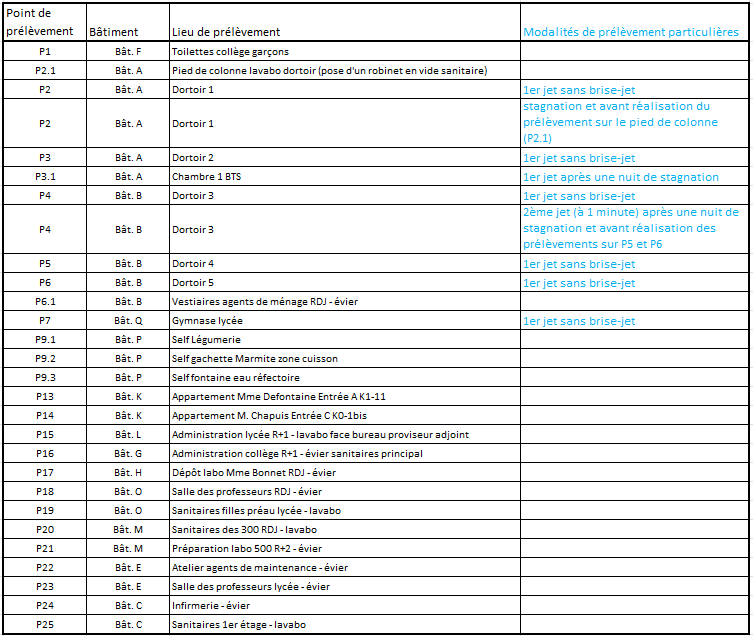 Point de prélèvement Bâtiment Lieu de prélèvement Modalités de prélèvement particulières
P1 Bât. F Toilettes collège garçons
P2.1 Bât. A Pied de colonne lavabo dortoir (pose d'un robinet en vide sanitaire)
P2 Bât. A Dortoir 1 1er jet sans brise-jet
P2 Bât. A Dortoir 1 stagnation et avant réalisation du
prélèvement sur le pied de colonne
(P2.1)
P3 Bât. A Dortoir 2 1er jet sans brise-jet
P3.1 Bât. A Chambre 1 BTS 1er jet après une nuit de stagnation
P4 Bât. B Dortoir 3 1er jet sans brise-jet
P4 Bât. B Dortoir 3 2ème jet (à 1 minute) après une nuit de
stagnation et avant réalisation des
prélèvements sur P5 et P6
P5 Bât. B Dortoir 4 1er jet sans brise-jet
P6 Bât. B Dortoir 5 1er jet sans brise-jet
P6.1 Bât. B Vestiaires agents de ménage RDJ - évier
P7 Bât. Q Gymnase lycée 1er jet sans brise-jet
P9.1 Bât. P Self Légumerie
P9.2 Bât. P Self gachette Marmite zone cuisson
P9.3 Bât. P Self fontaine eau réfectoire
P13 Bât. K Appartement Mme Defontaine Entrée A K1-11
P14 Bât. K Appartement M. Chapuis Entrée C K0-1bis
P15 Bât. L Administration lycée R+1 - lavabo face bureau proviseur adjoint
P16 Bât. G Administration collège R+1 - évier sanitaires principal
P17 Bât. H Dépôt labo Mme Bonnet RDJ - évier
P18 Bât. O Salle des professeurs RDJ - évier
P19 Bât. O Sanitaires filles préau lycée - lavabo
P20 Bât. M Sanitaires des 300 RDJ - lavabo
P21 Bât. M Préparation labo 500 R+2 - évier
P22 Bât. E Atelier agents de maintenance - évier
P23 Bât. E Salle des professeurs lycée - évier
P24 Bât. C Infirmerie - évier
P25 Bât. C Sanitaires 1er étage - lavabo